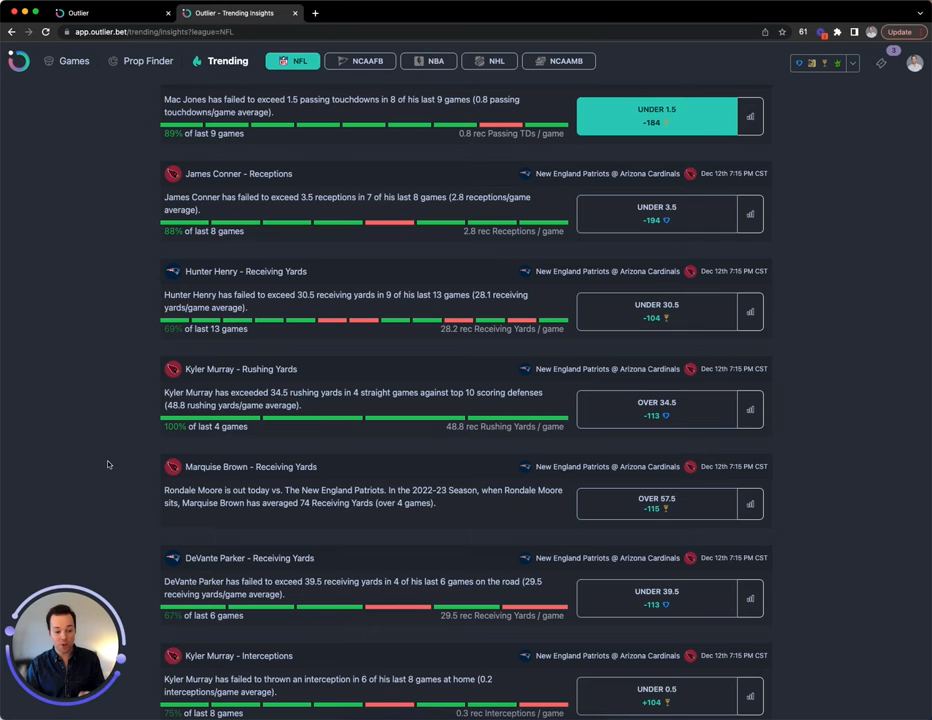 Outlier
Outlier - Trending Insights
app.outlier.bet/trending/insights?league=NFL
61
Update
Games
Prop Finder
Trending
NFL
NCAAFB
NBA
NHL
NCAAMB
3
Mac Jones has failed to exceed 1.5 passing touchdowns in 8 of his last 9 games (0.8 passing
touchdowns/game average).
89% of last 9 games
0.8 rec Passing TDs / game
UNDER 1.5
-184
James Conner - Receptions
New England Patriots @ Arizona Cardinals
Dec 12th 7:15 PM CST
James Conner has failed to exceed 3.5 receptions in 7 of his last 8 games (2.8 receptions/game
average).
88% of last 8 games
2.8 rec Receptions / game
UNDER 3.5
-194
Hunter Henry - Receiving Yards
New England Patriots @ Arizona Cardinals
Dec 12th 7:15 PM CST
Hunter Henry has failed to exceed 30.5 receiving yards in 9 of his last 13 games (28.1 receiving
yards/game average).
69% of last 13 games
28.2 rec Receiving Yards / game
UNDER 30.5
-104
Kyler Murray - Rushing Yards
New England Patriots @ Arizona Cardinals
Dec 12th 7:15 PM CST
Kyler Murray has exceeded 34.5 rushing yards in 4 straight games against top 10 scoring defenses
(48.8 rushing yards/game average).
100% of last 4 games
48.8 rec Rushing Yards / game
OVER 34.5
-113
Marquise Brown - Receiving Yards
New England Patriots @ Arizona Cardinals
Dec 12th 7:15 PM CST
Rondale Moore is out today vs. The New England Patriots. In the 2022-23 Season, when Rondale Moore
sits, Marquise Brown has averaged 74 Receiving Yards (over 4 games).
OVER 57.5
-115
DeVante Parker - Receiving Yards
New England Patriots @ Arizona Cardinals
Dec 12th 7:15 PM CST
DeVante Parker has failed to exceed 39.5 receiving yards in 4 of his last 6 games on the road (29.5
receiving yards/game average).
67% of last 6 games
29.5 rec Receiving Yards / game
UNDER 39.5
-113
Kyler Murray - Interceptions
New England Patriots @ Arizona Cardinals
Dec 12th 7:15 PM CST
Kyler Murray has failed to thrown an interception in 6 of his last 8 games at home (0.2
interceptions/game average).
75% of last 8 games
0.3 rec Interceptions / game
UNDER 0.5
+104